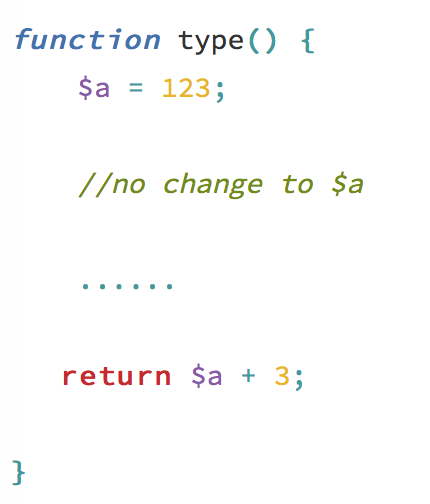 function type() {
$a = 123;
//no change to $a
......
return $a + 3;
}